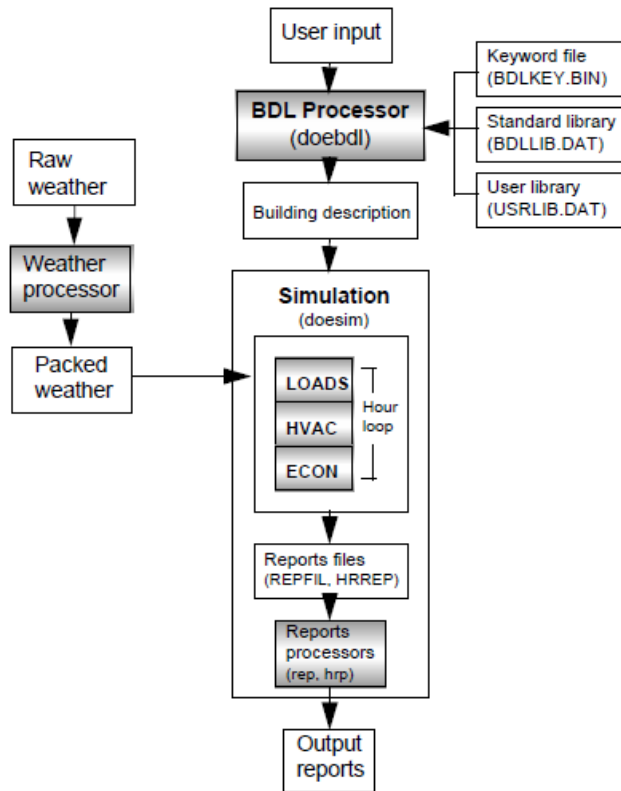 User input
Keyword file
(BDLKEY.BIN)
BDL Processor
(doebdl)
Standard library
(BDLLIB.DAT)
User library
(USRLIB.DAT)
Raw
weather
Building description
Weather
processor
Packed
weather
Simulation
(doesim)
LOADS
HVAC
ECON
Hour
loop
Reports files
(REPFIL, HRREP)
Reports
processors
(rep, hrp)
Output
reports